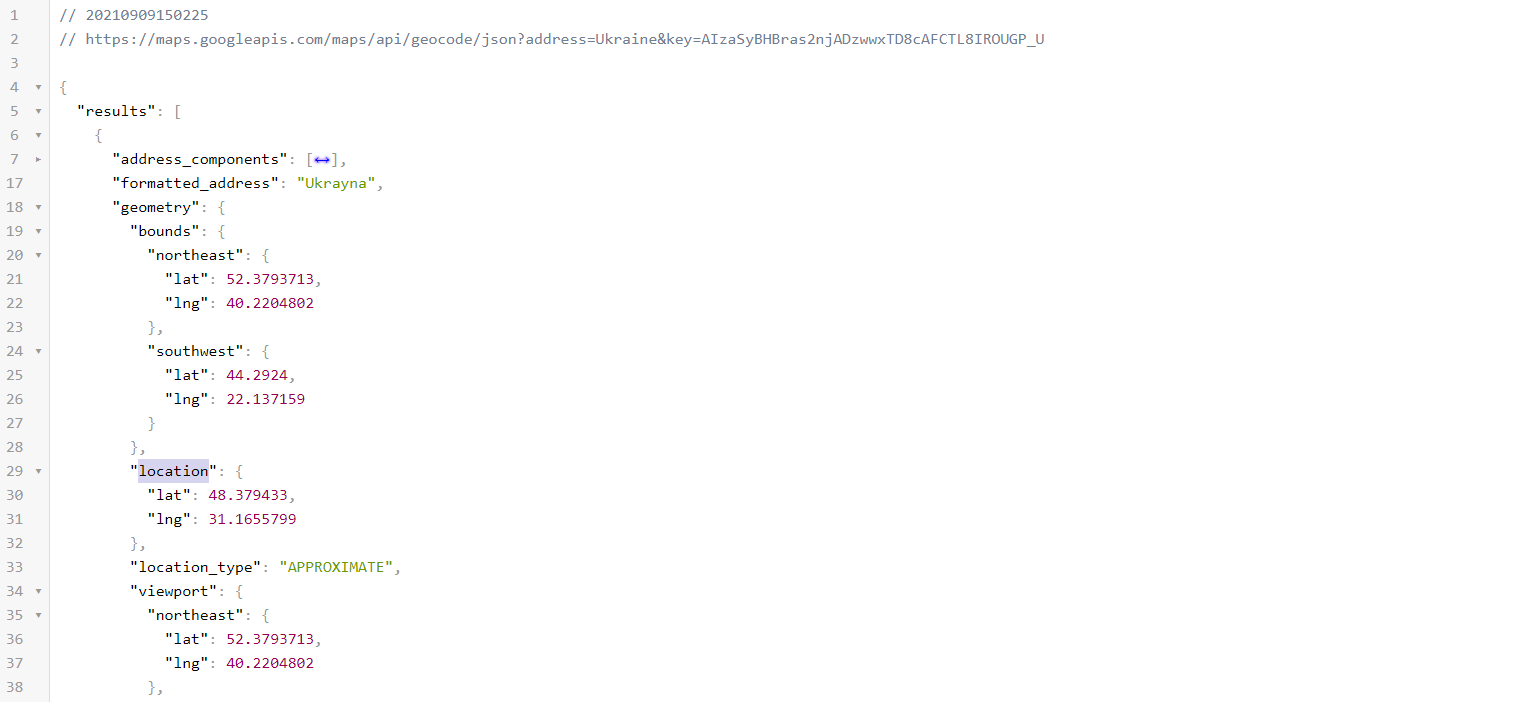 1 // 20210909150225
2 // https://maps.googleapis.com/maps/api/geocode/json?address=Ukraine&key=AIzaSyBHBras2njADzwwxTD8cAFCTL8IROUGP_U
3
4 {
5 "results": [
6 {
7 "address_components": [↔],
17 "formatted_address": "Ukrayna",
18 "geometry": {
19 "bounds": {
20 "northeast": {
21 "lat": 52.3793713,
22 "lng": 40.2204802
23 },
24 "southwest": {
25 "lat": 44.2924,
26 "lng": 22.137159
27 }
28 },
29 "location": {
30 "lat": 48.379433,
31 "lng": 31.1655799
32 },
33 "location_type": "APPROXIMATE",
34 "viewport": {
35 "northeast": {
36 "lat": 52.3793713,
37 "lng": 40.2204802
38 },